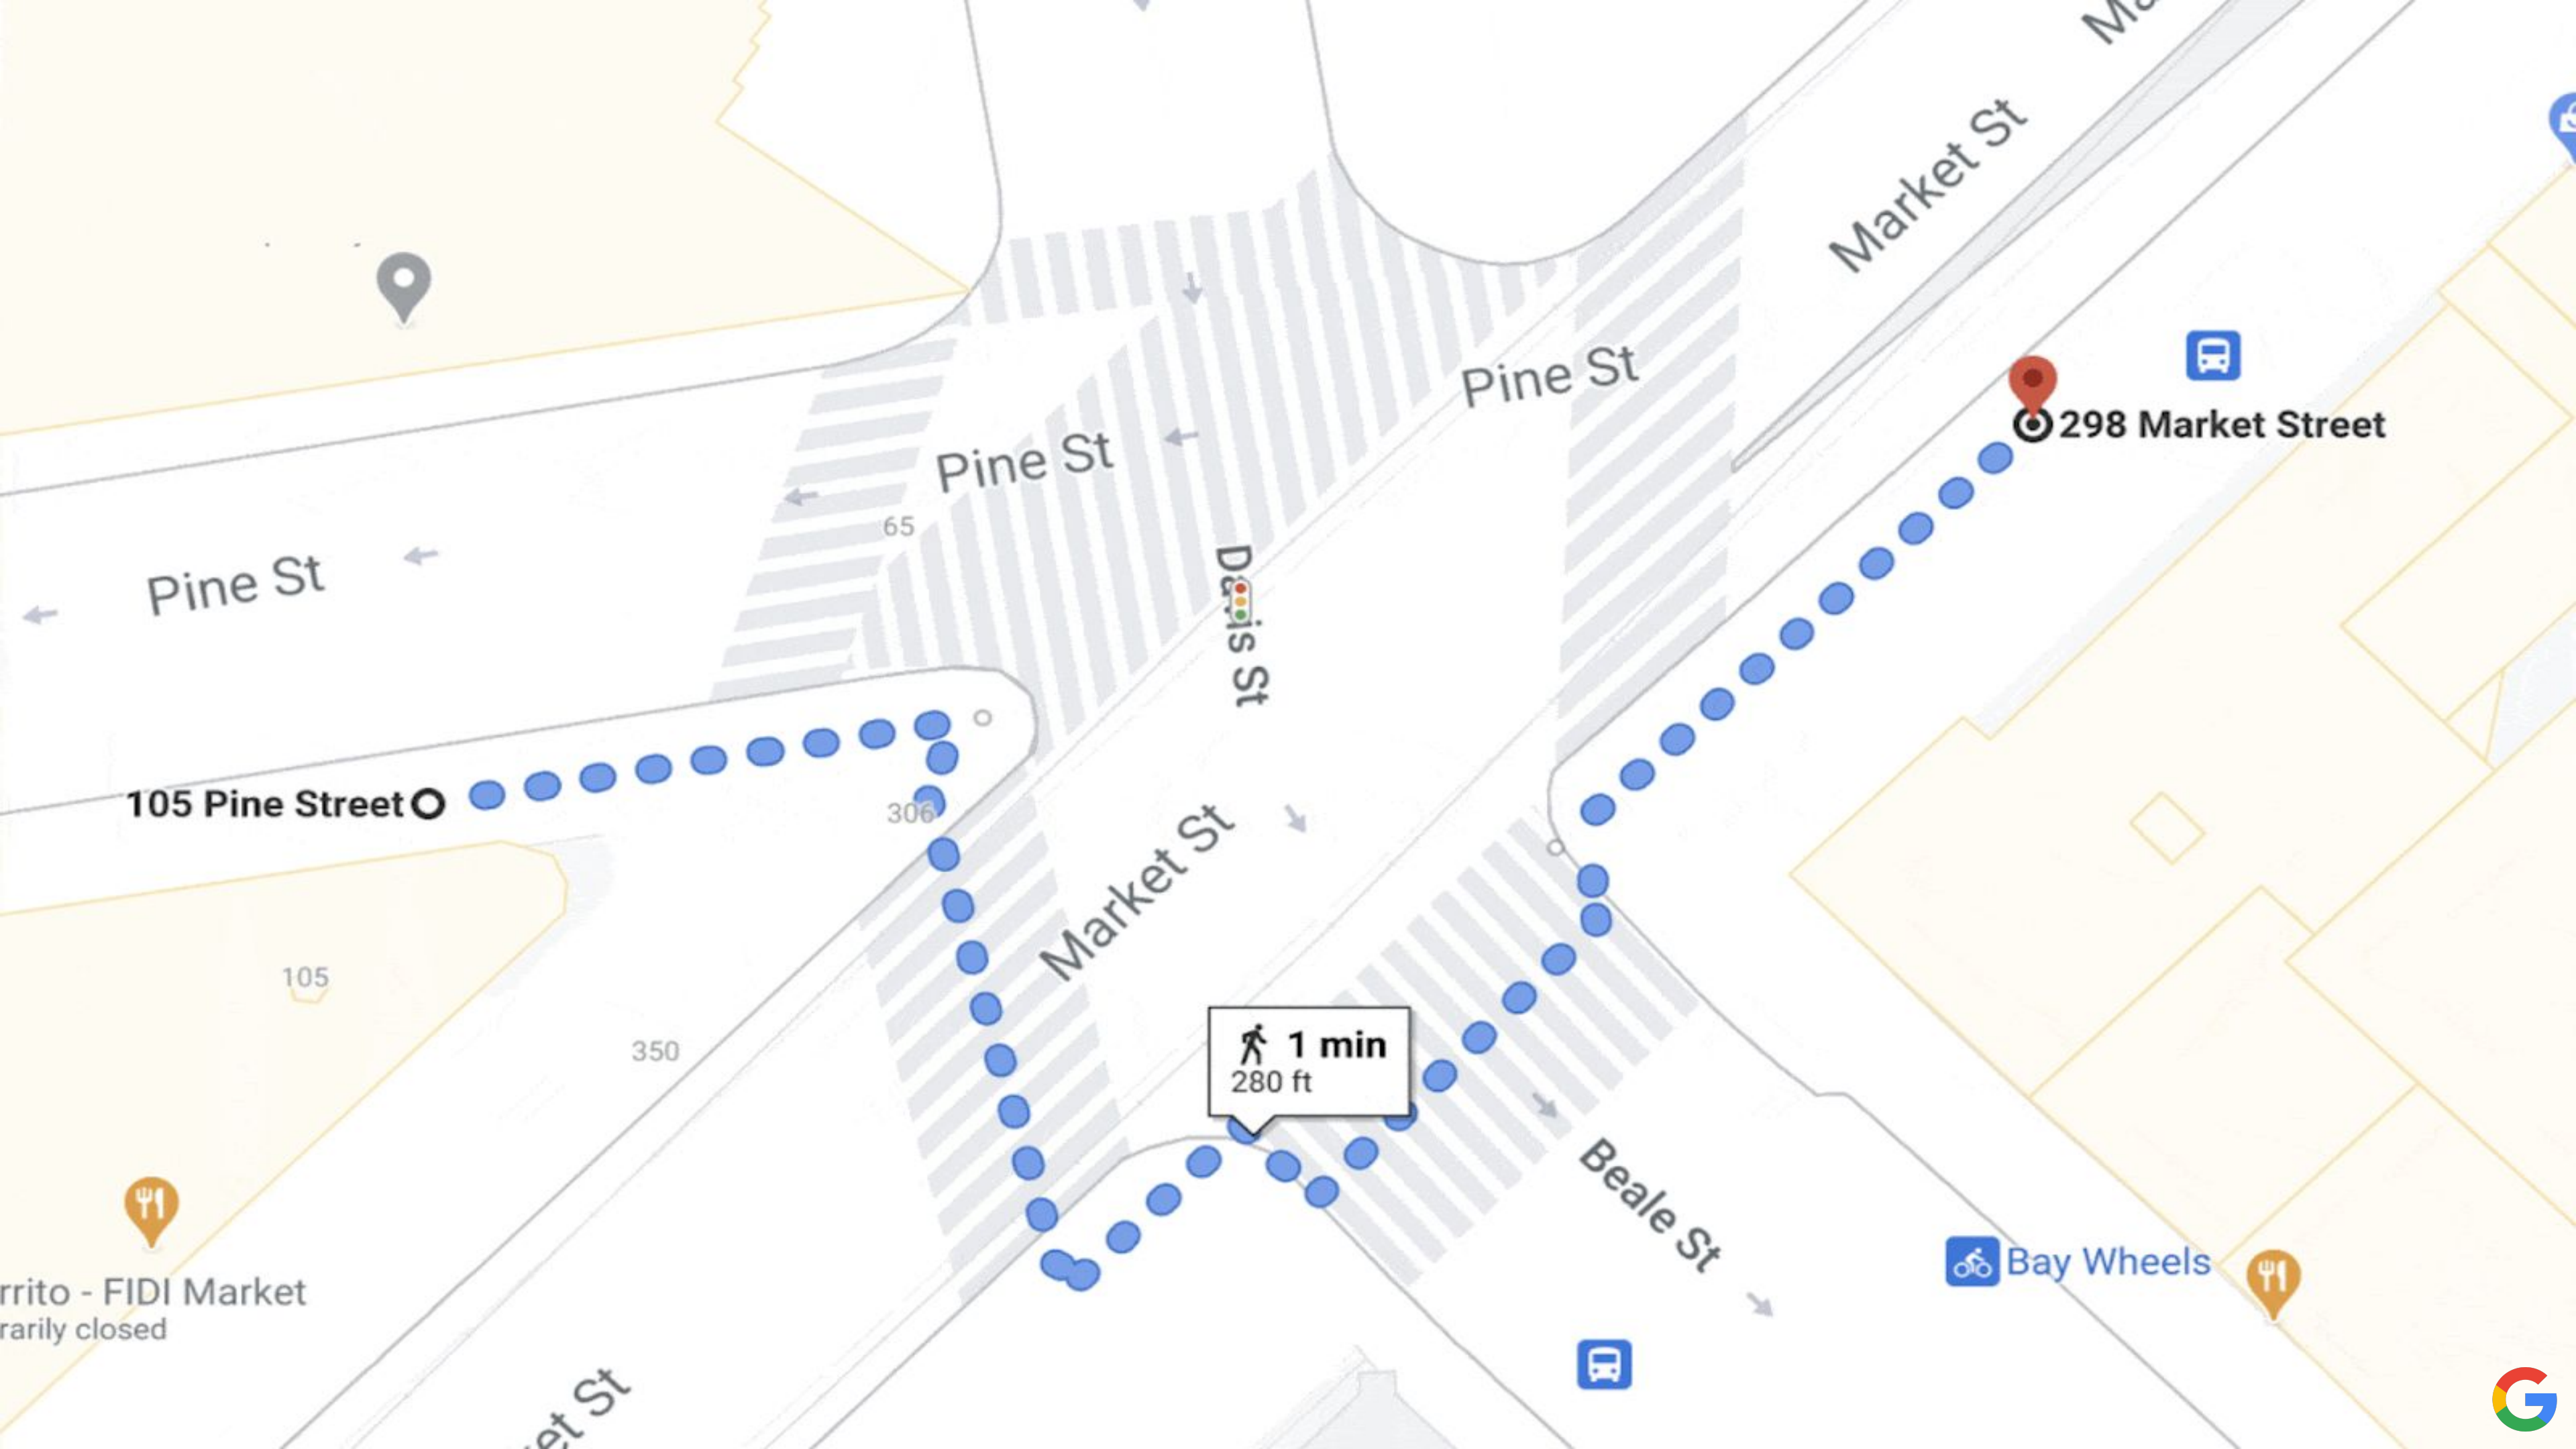 Market St
Pine St
298 Market Street
Pine St
65
Pine St
Davis St
105 Pine Street
306
Market St
105
350
1 min
280 ft
Beale St
Bay Wheels
rrito - FIDI Market
rarily closed
et St